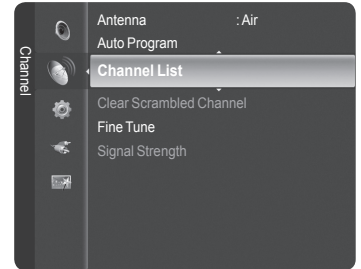 Channel
Antenna : Air
Auto Program
Channel List
Clear Scrambled Channel
Fine Tune
Signal Strength